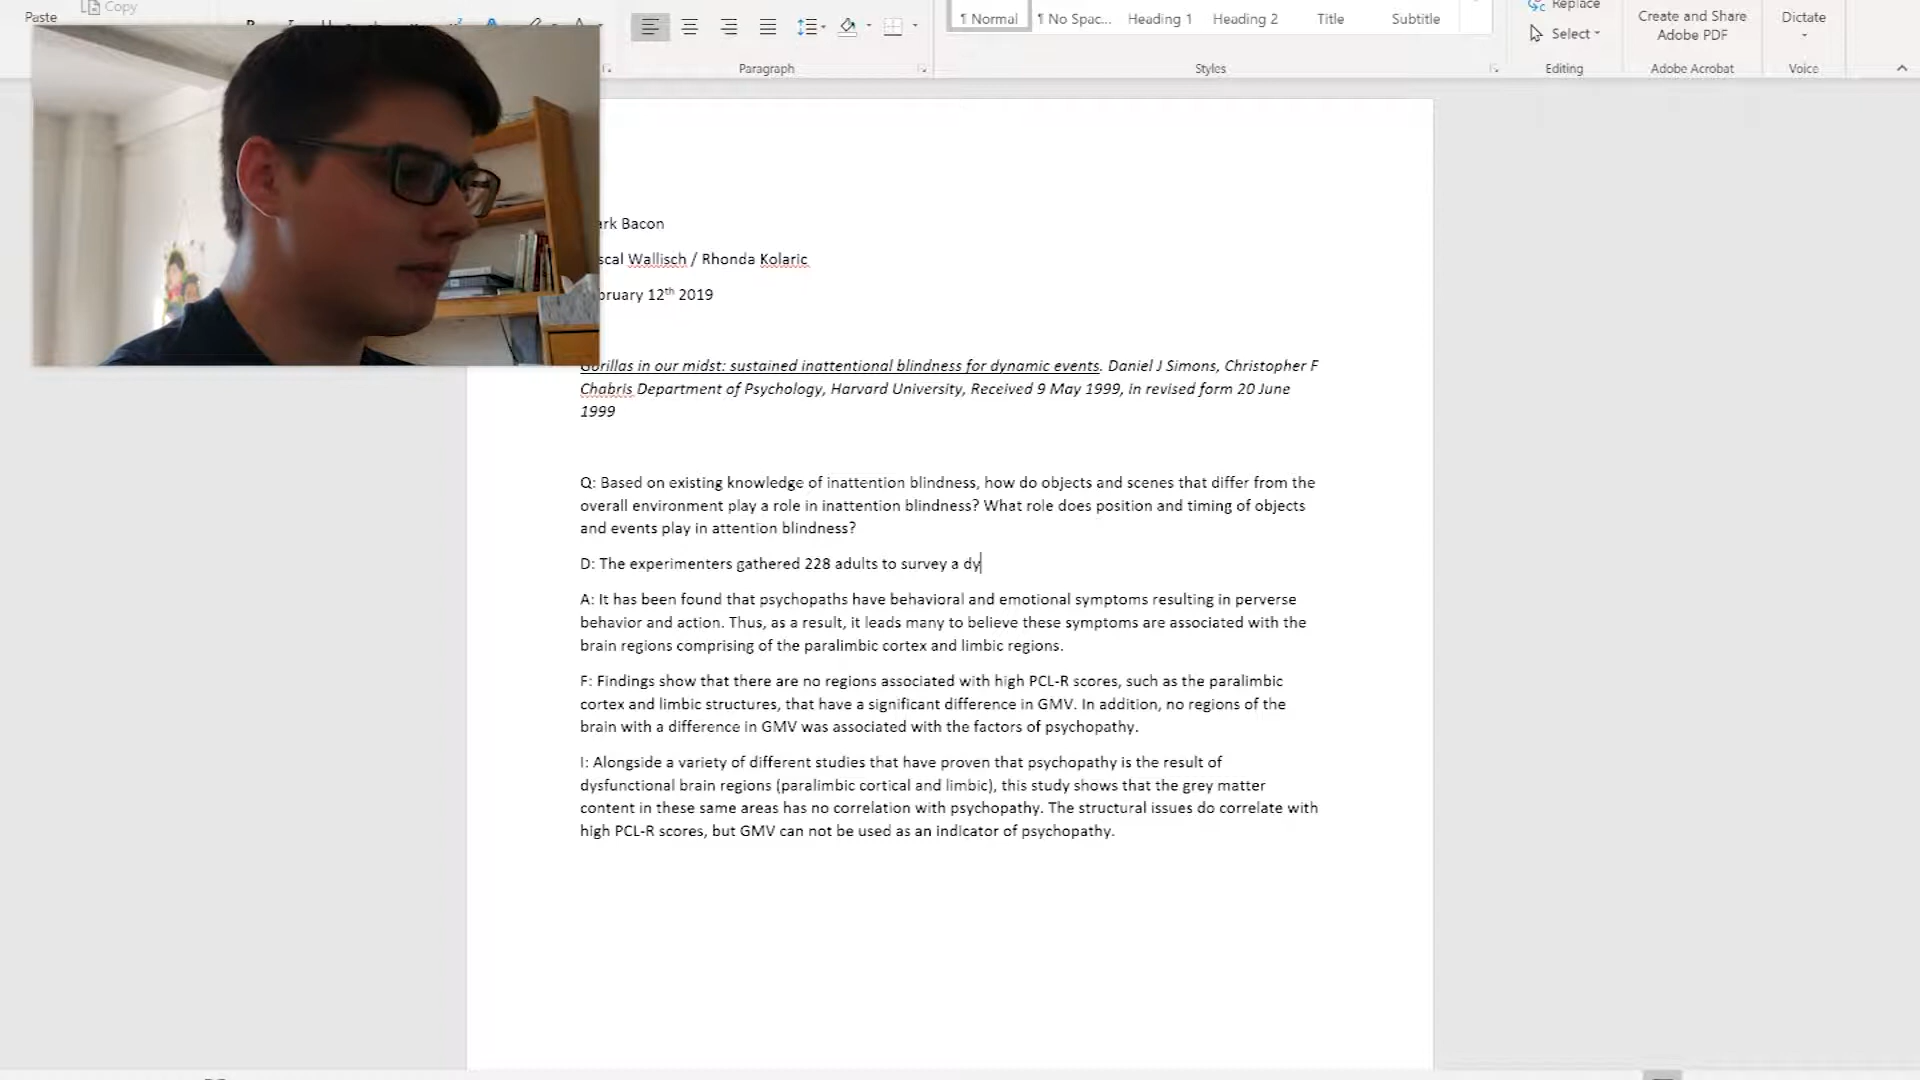 Paste
Copy
Normal
No Spac...
Heading 1
Heading 2
Title
Subtitle
Replace
Select
Create and Share
Adobe PDF
Dictate
Paragraph
Styles
Editing
Adobe Acrobat
Voice
ark Bacon
scal Wallisch / Rhonda Kolaric
bruary 12th 2019
Gorillas in our midst: sustained inattentional blindness for dynamic events. Daniel J Simons, Christopher F
Chabris Department of Psychology, Harvard University, Received 9 May 1999, in revised form 20 June
1999
Q: Based on existing knowledge of inattention blindness, how do objects and scenes that differ from the
overall environment play a role in inattention blindness? What role does position and timing of objects
and events play in attention blindness?
D: The experimenters gathered 228 adults to survey a dy
A: It has been found that psychopaths have behavioral and emotional symptoms resulting in perverse
behavior and action. Thus, as a result, it leads many to believe these symptoms are associated with the
brain regions comprising of the paralimbic cortex and limbic regions.
F: Findings show that there are no regions associated with high PCL-R scores, such as the paralimbic
cortex and limbic structures, that have a significant difference in GMV. In addition, no regions of the
brain with a difference in GMV was associated with the factors of psychopathy.
I: Alongside a variety of different studies that have proven that psychopathy is the result of
dysfunctional brain regions (paralimbic cortical and limbic), this study shows that the grey matter
content in these same areas has no correlation with psychopathy. The structural issues do correlate with
high PCL-R scores, but GMV can not be used as an indicator of psychopathy.